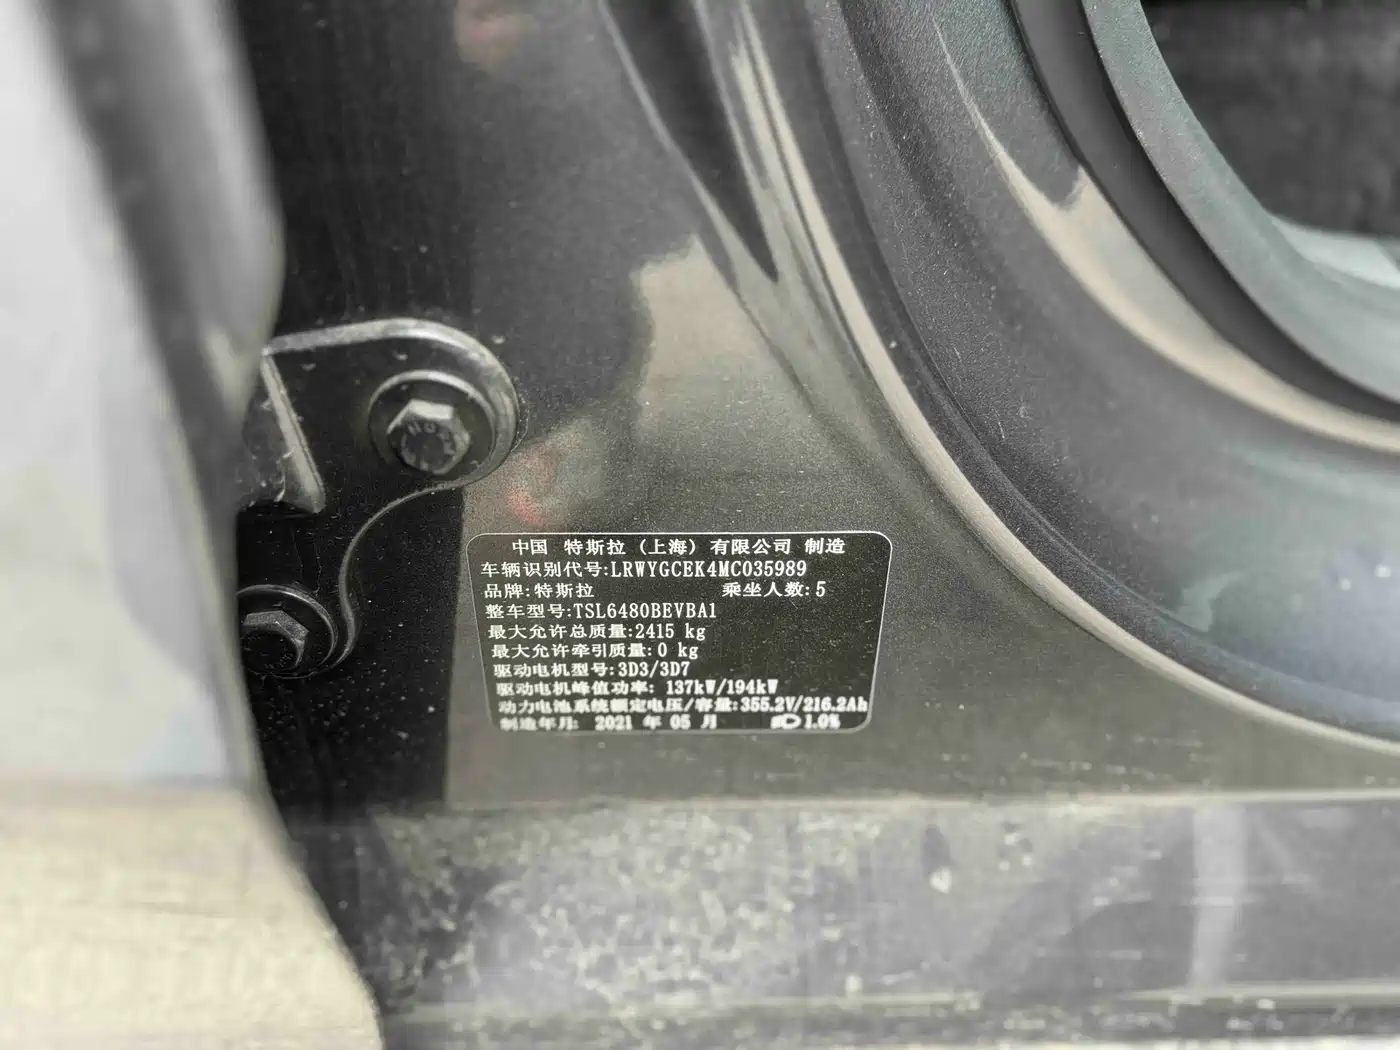 中国 特斯拉 (上海) 有限公司 制造
车辆识别代号:LRWYGCEK4MC035989
品牌:特斯拉 乘坐人数:5
整车型号:TSL6480BEVBA1
最大允许总质量:2415 kg
最大允许牵引质量:0 kg
驱动电机型号:3D3/3D7
驱动电机峰值功率: 137kW/194kW
动力电池系统额定电压/容量:355.2V/216.2Ah
制造年月: 2021 年 05 月 1.0%